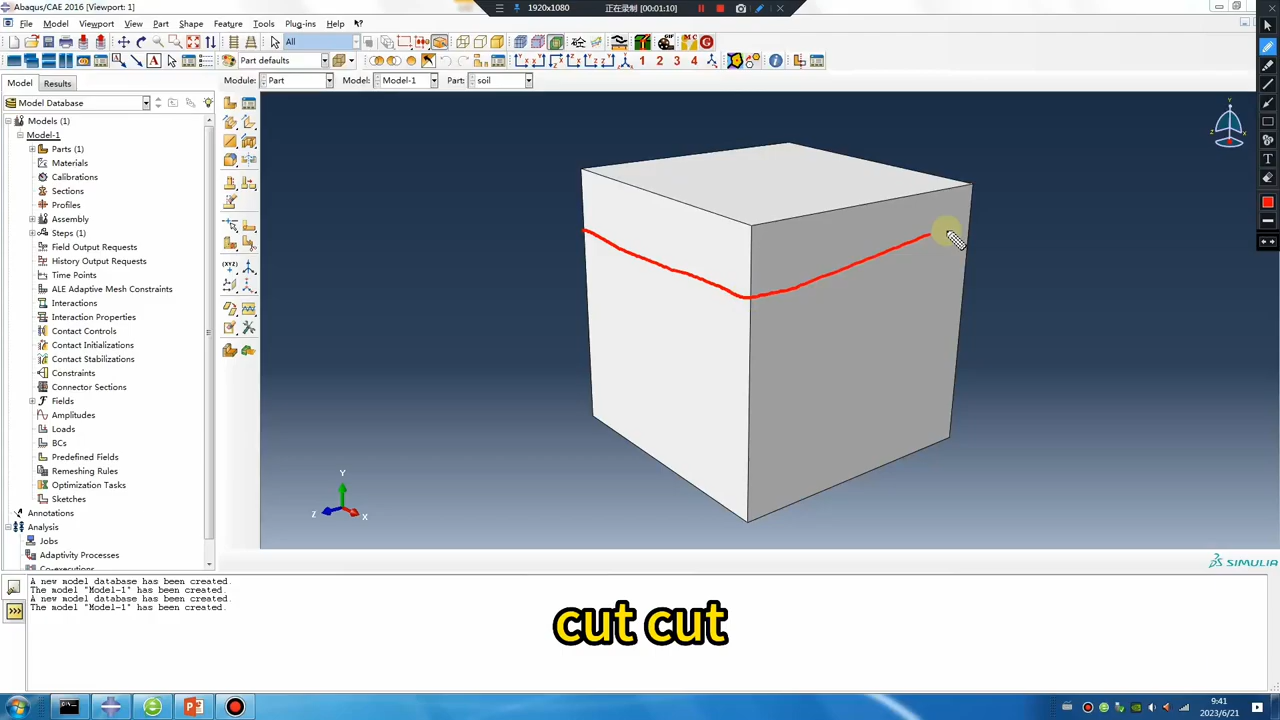 Abaqus/CAE 2016 [Viewport: 1]
1920x1080 正在录制 [00:01:10]
File Model Viewport View Part Shape Feature Tools Plug-ins Help
All
Part defaults
1 2 3 4
Model Results
Module: Part Model: Model-1 Part: soil
Model Database
Models (1)
Model-1
Parts (1)
Materials
Calibrations
Sections
Profiles
Assembly
Steps (1)
Field Output Requests
History Output Requests
Time Points
ALE Adaptive Mesh Constraints
Interactions
Interaction Properties
Contact Controls
Contact Initializations
Contact Stabilizations
Constraints
Connector Sections
Fields
Amplitudes
Loads
BCs
Predefined Fields
Remeshing Rules
Optimization Tasks
Sketches
Annotations
Analysis
Jobs
Adaptivity Processes
Co-executions
Y
Z
X
SIMULIA
A new model database has been created.
The model "Model-1" has been created.
A new model database has been created.
The model "Model-1" has been created.
cut cut
9:41
2023/6/21